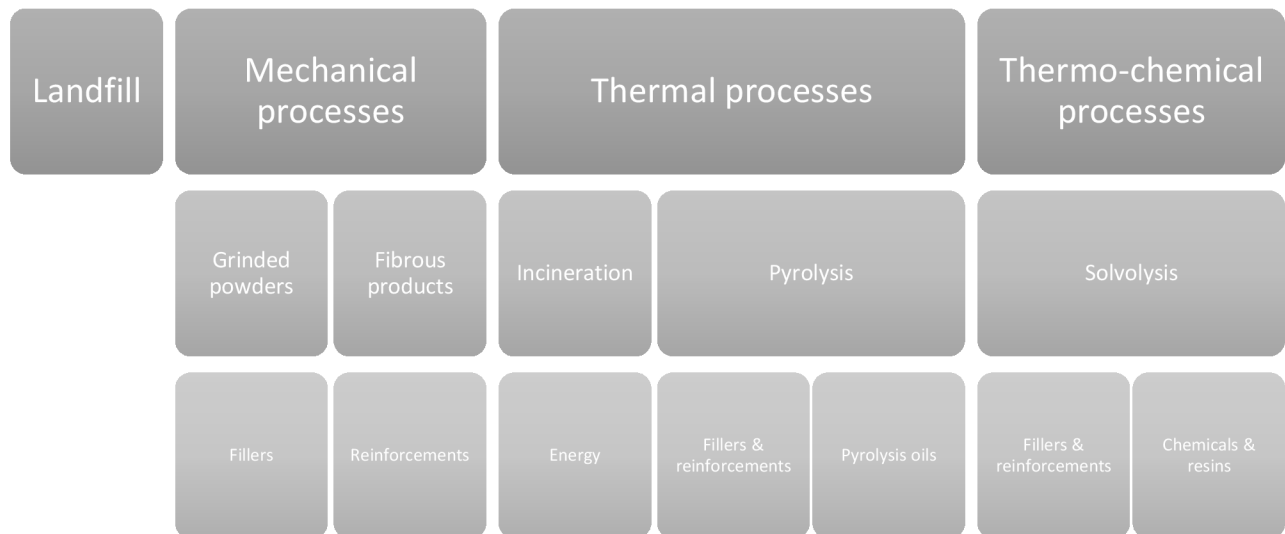 Landfill
Mechanical
processes
Thermal processes
Thermo-chemical
processes
Grinded
powders
Fibrous
products
Incineration
Pyrolysis
Solvolysis
Fillers
Reinforcements
Energy
Fillers &
reinforcements
Pyrolysis oils
Fillers &
reinforcements
Chemicals &
resins